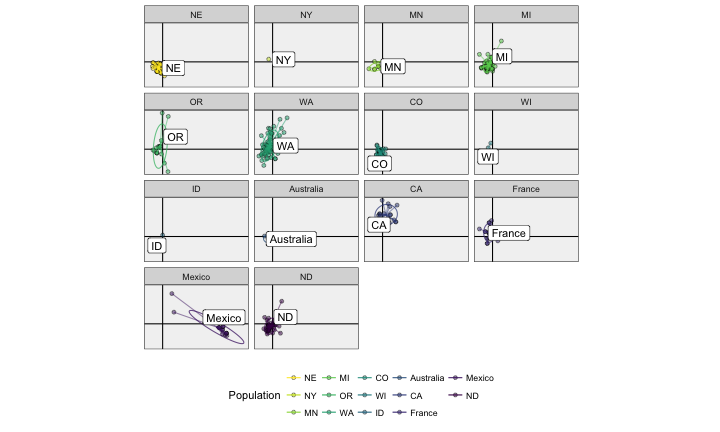 NE NY MN MI
NE NY MN MI
OR WA CO WI
OR WA CO WI
ID Australia CA France
ID Australia CA France
Mexico ND
Mexico ND
NE MI CO Australia Mexico
Population NY OR WI CA ND
MN WA ID France